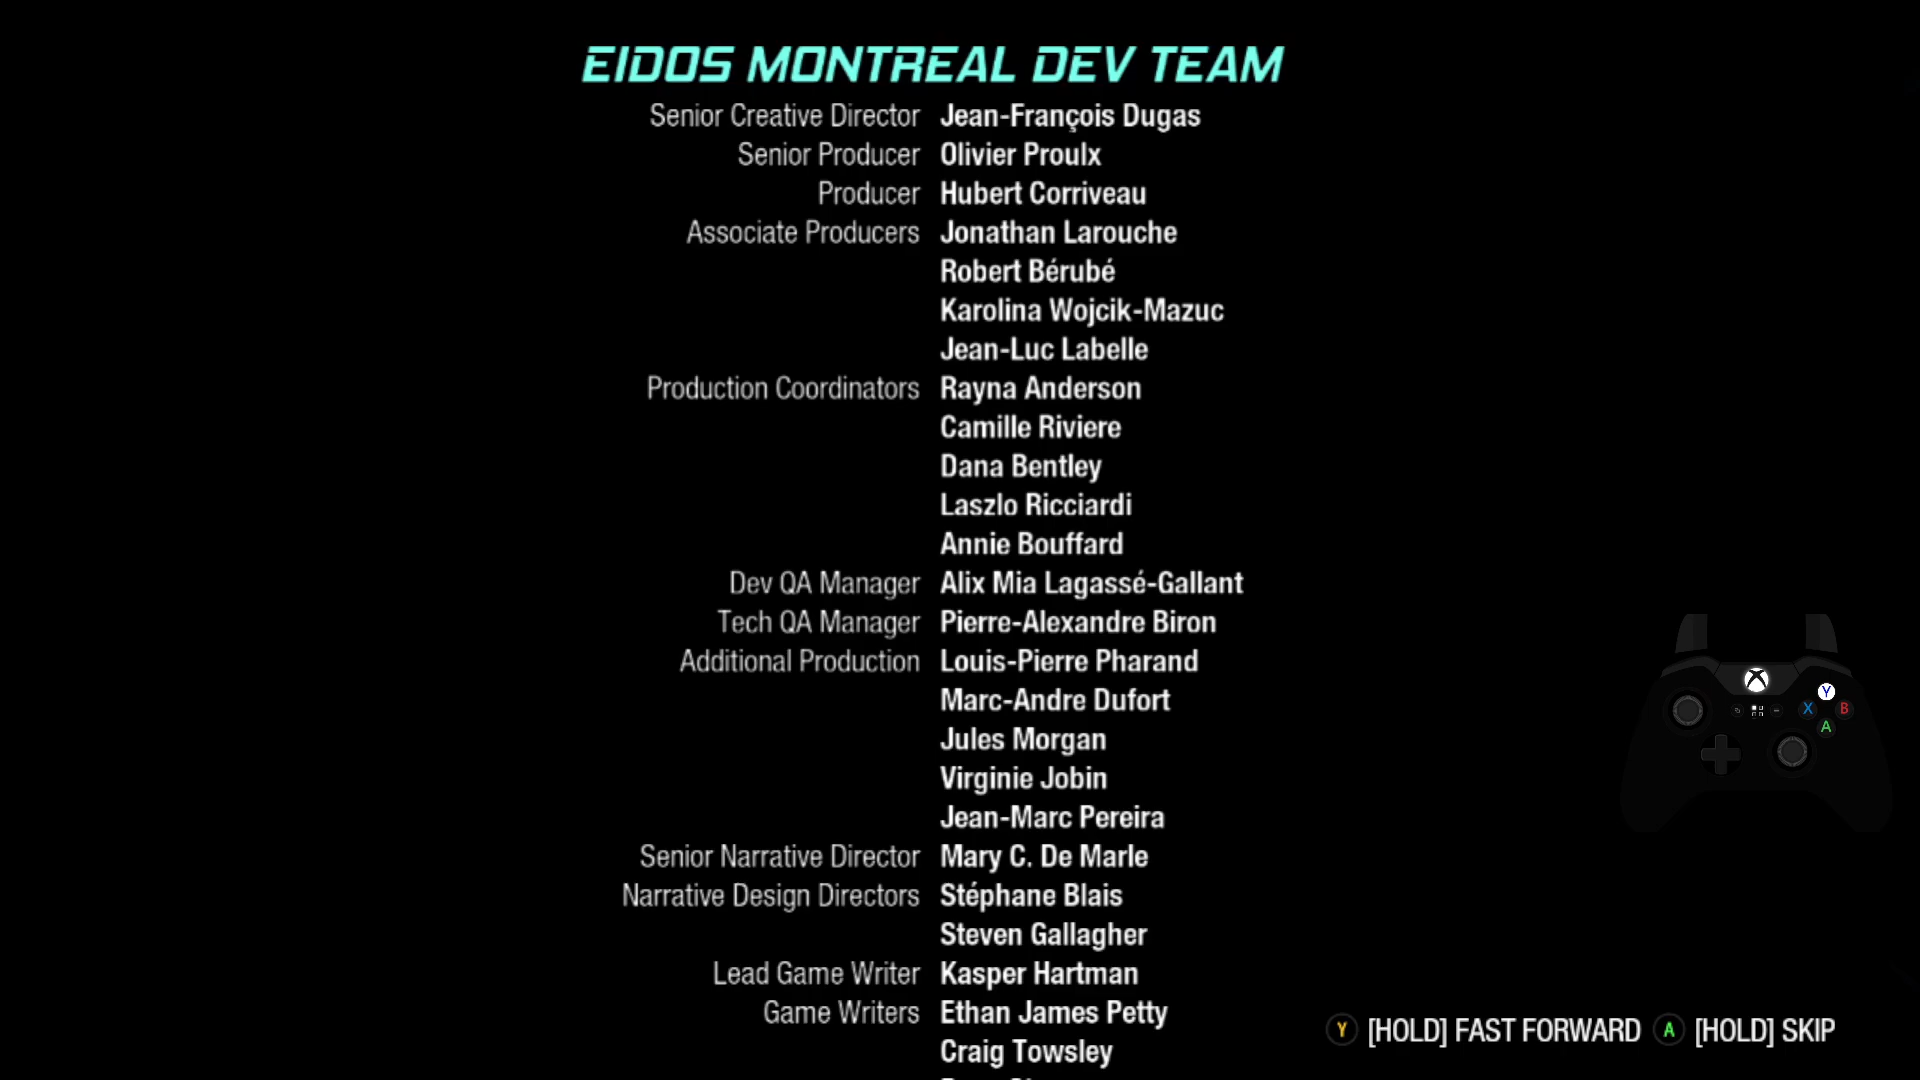 EIDOS MONTREAL DEV TEAM
Senior Creative Director Jean-François Dugas
Senior Producer Olivier Proulx
Producer Hubert Corriveau
Associate Producers Jonathan Larouche
Robert Bérubé
Karolina Wojcik-Mazuc
Jean-Luc Labelle
Production Coordinators Rayna Anderson
Camille Riviere
Dana Bentley
Laszlo Ricciardi
Annie Bouffard
Dev QA Manager Alix Mia Lagassé-Gallant
Tech QA Manager Pierre-Alexandre Biron
Additional Production Louis-Pierre Pharand
Marc-Andre Dufort
Jules Morgan
Virginie Jobin
Jean-Marc Pereira
Senior Narrative Director Mary C. De Marle
Narrative Design Directors Stéphane Blais
Steven Gallagher
Lead Game Writer Kasper Hartman
Game Writers Ethan James Petty
Craig Towsley
Y
X B
A
Y [HOLD] FAST FORWARD A [HOLD] SKIP